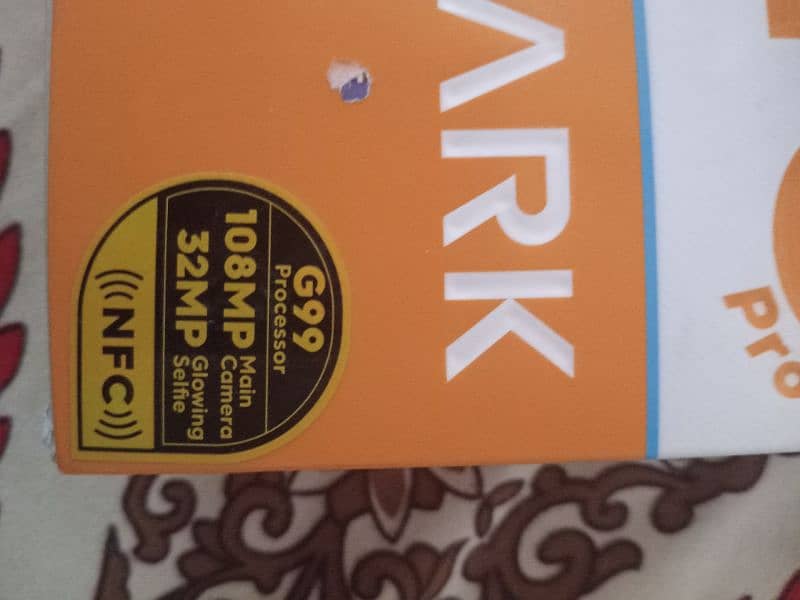 ARK
Pro
G99
Processor
108MP Main Camera
32MP Glowing Selfie
NFC